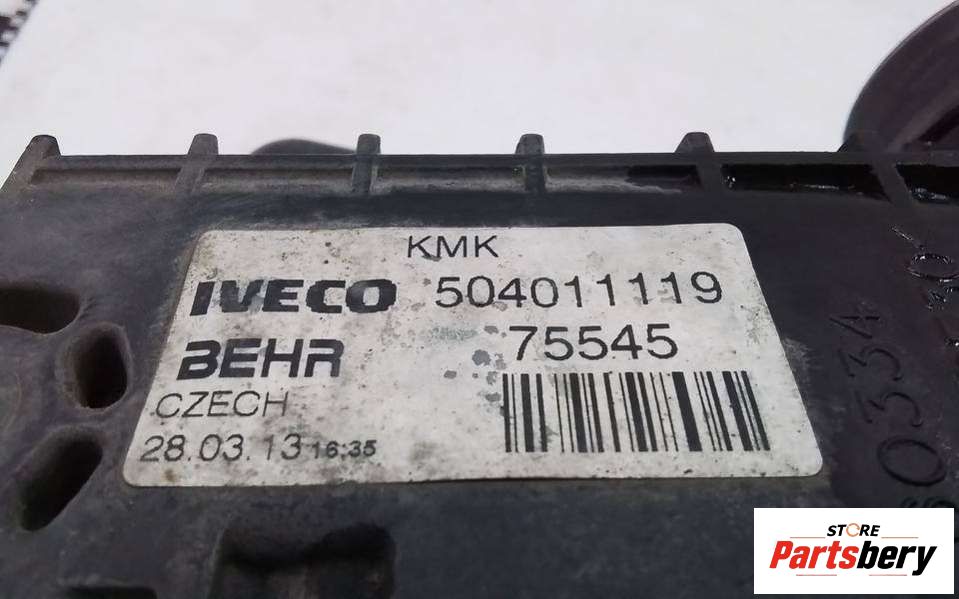 KMK
IVECO 504011119
BEHR 75545
CZECH
28.03.13 16:35
STORE
Partsbery